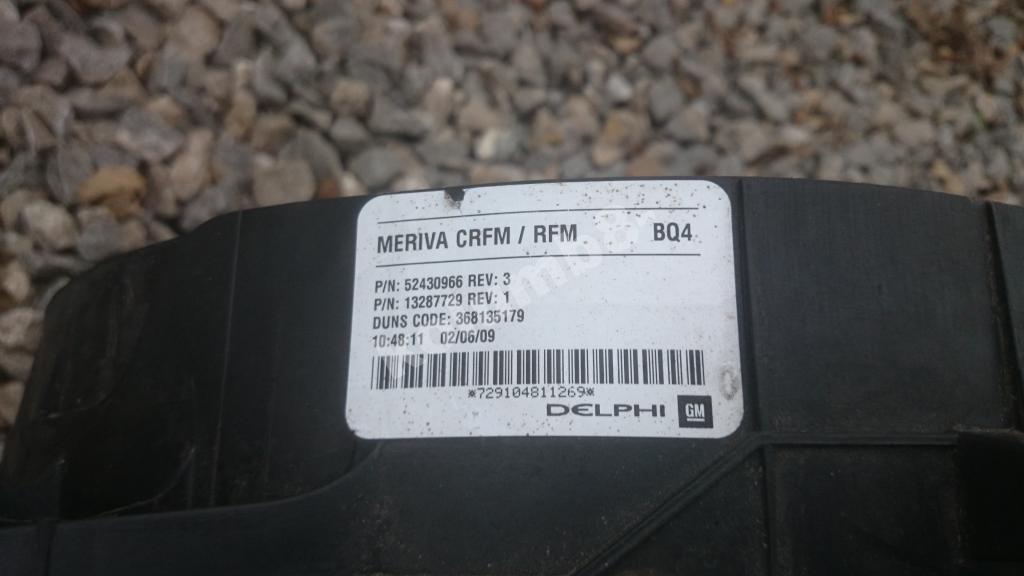 MERIVA CRFM / RFM BQ4
P/N: 52430966 REV: 3
P/N: 13287729 REV: 1
DUNS CODE: 368135179
10:48:11 02/06/09
*729104811269*
DELPHI GM